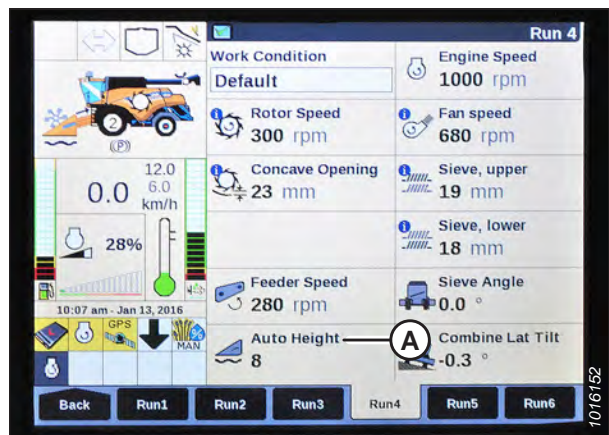 Run 4
Work Condition
Default
Engine Speed
1000 rpm
Rotor Speed
300 rpm
Fan speed
680 rpm
Concave Opening
23 mm
Sieve, upper
19 mm
Sieve, lower
18 mm
Feeder Speed
280 rpm
Sieve Angle
0.0 °
Auto Height
8
A
Combine Lat Tilt
-0.3 °
2
(P)
12.0
0.0 6.0
km/h
28%
10:07 am - Jan 13, 2016
GPS
%
MAN
Back Run1 Run2 Run3 Run4 Run5 Run6
1016152